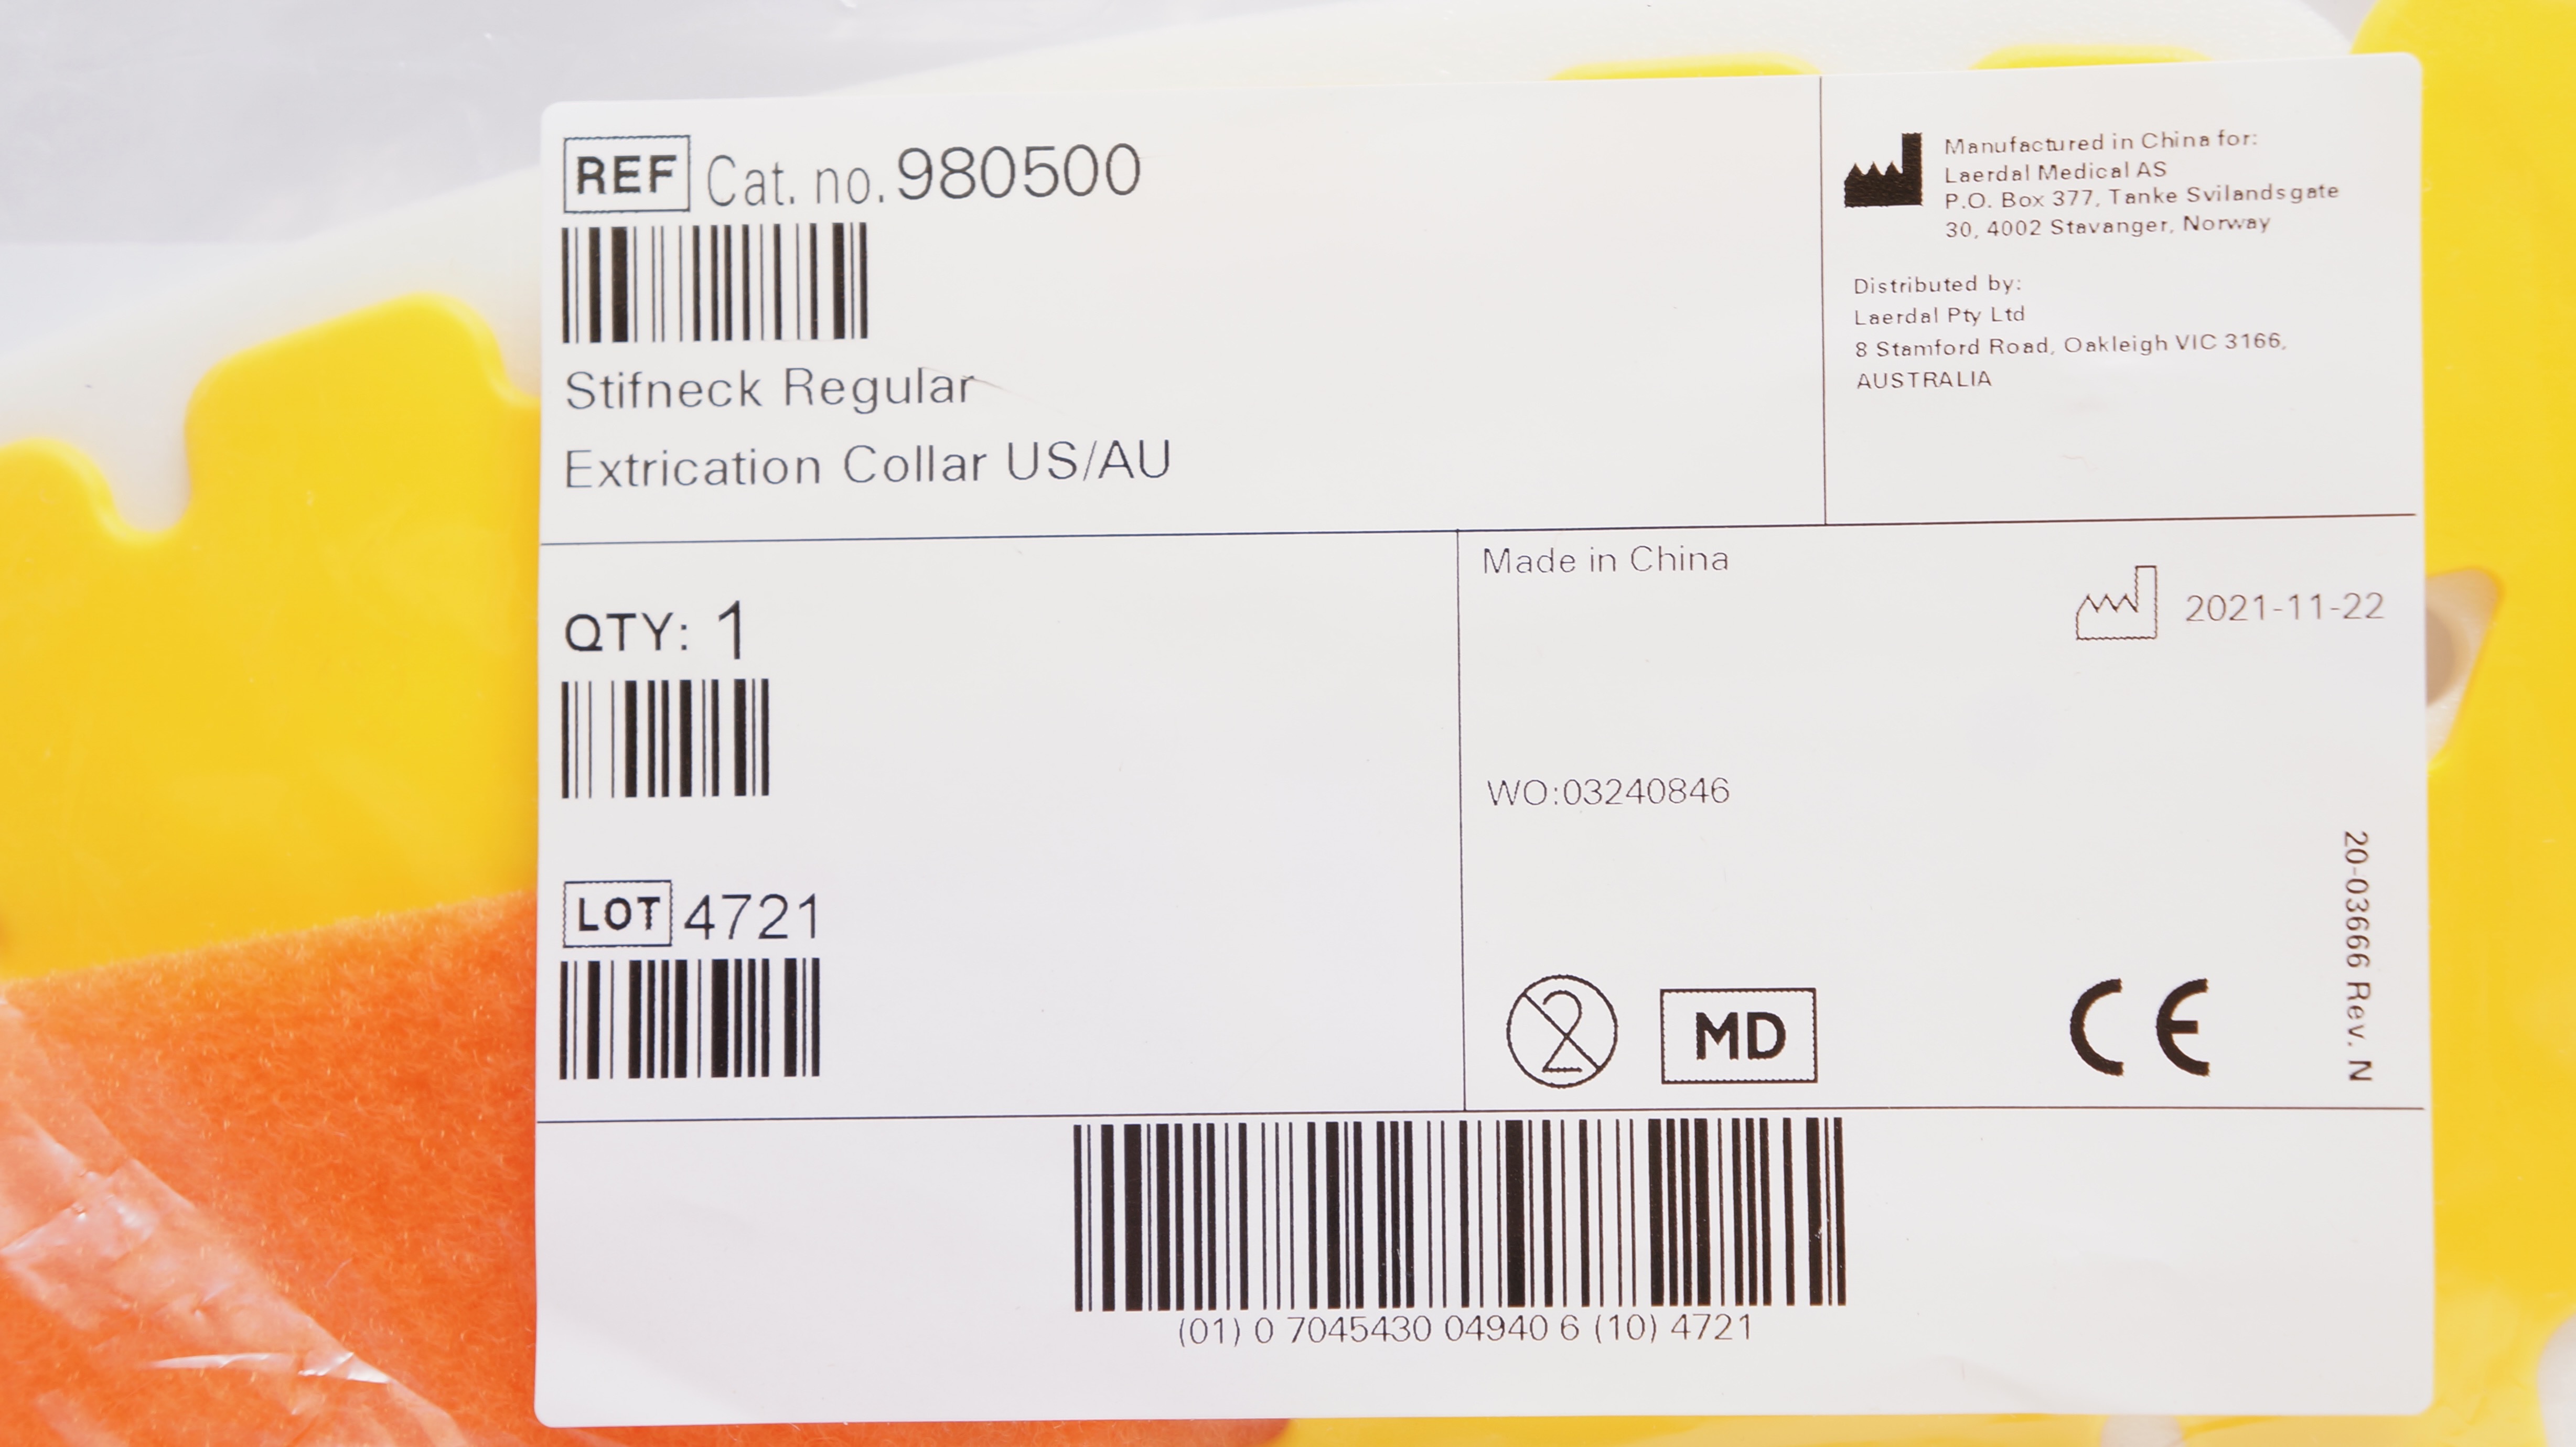 REF Cat. no. 980500
Stifneck Regular
Extrication Collar US/AU
Manufactured in China for:
Laerdal Medical AS
P.O. Box 377, Tanke Svilandsgate
30, 4002 Stavanger, Norway
Distributed by:
Laerdal Pty Ltd
8 Stamford Road, Oakleigh VIC 3166,
AUSTRALIA
QTY: 1
LOT 4721
Made in China
2021-11-22
WO:03240846
2
MD
CE
20-03666 Rev. N
(01) 0 7045430 04940 6 (10) 4721